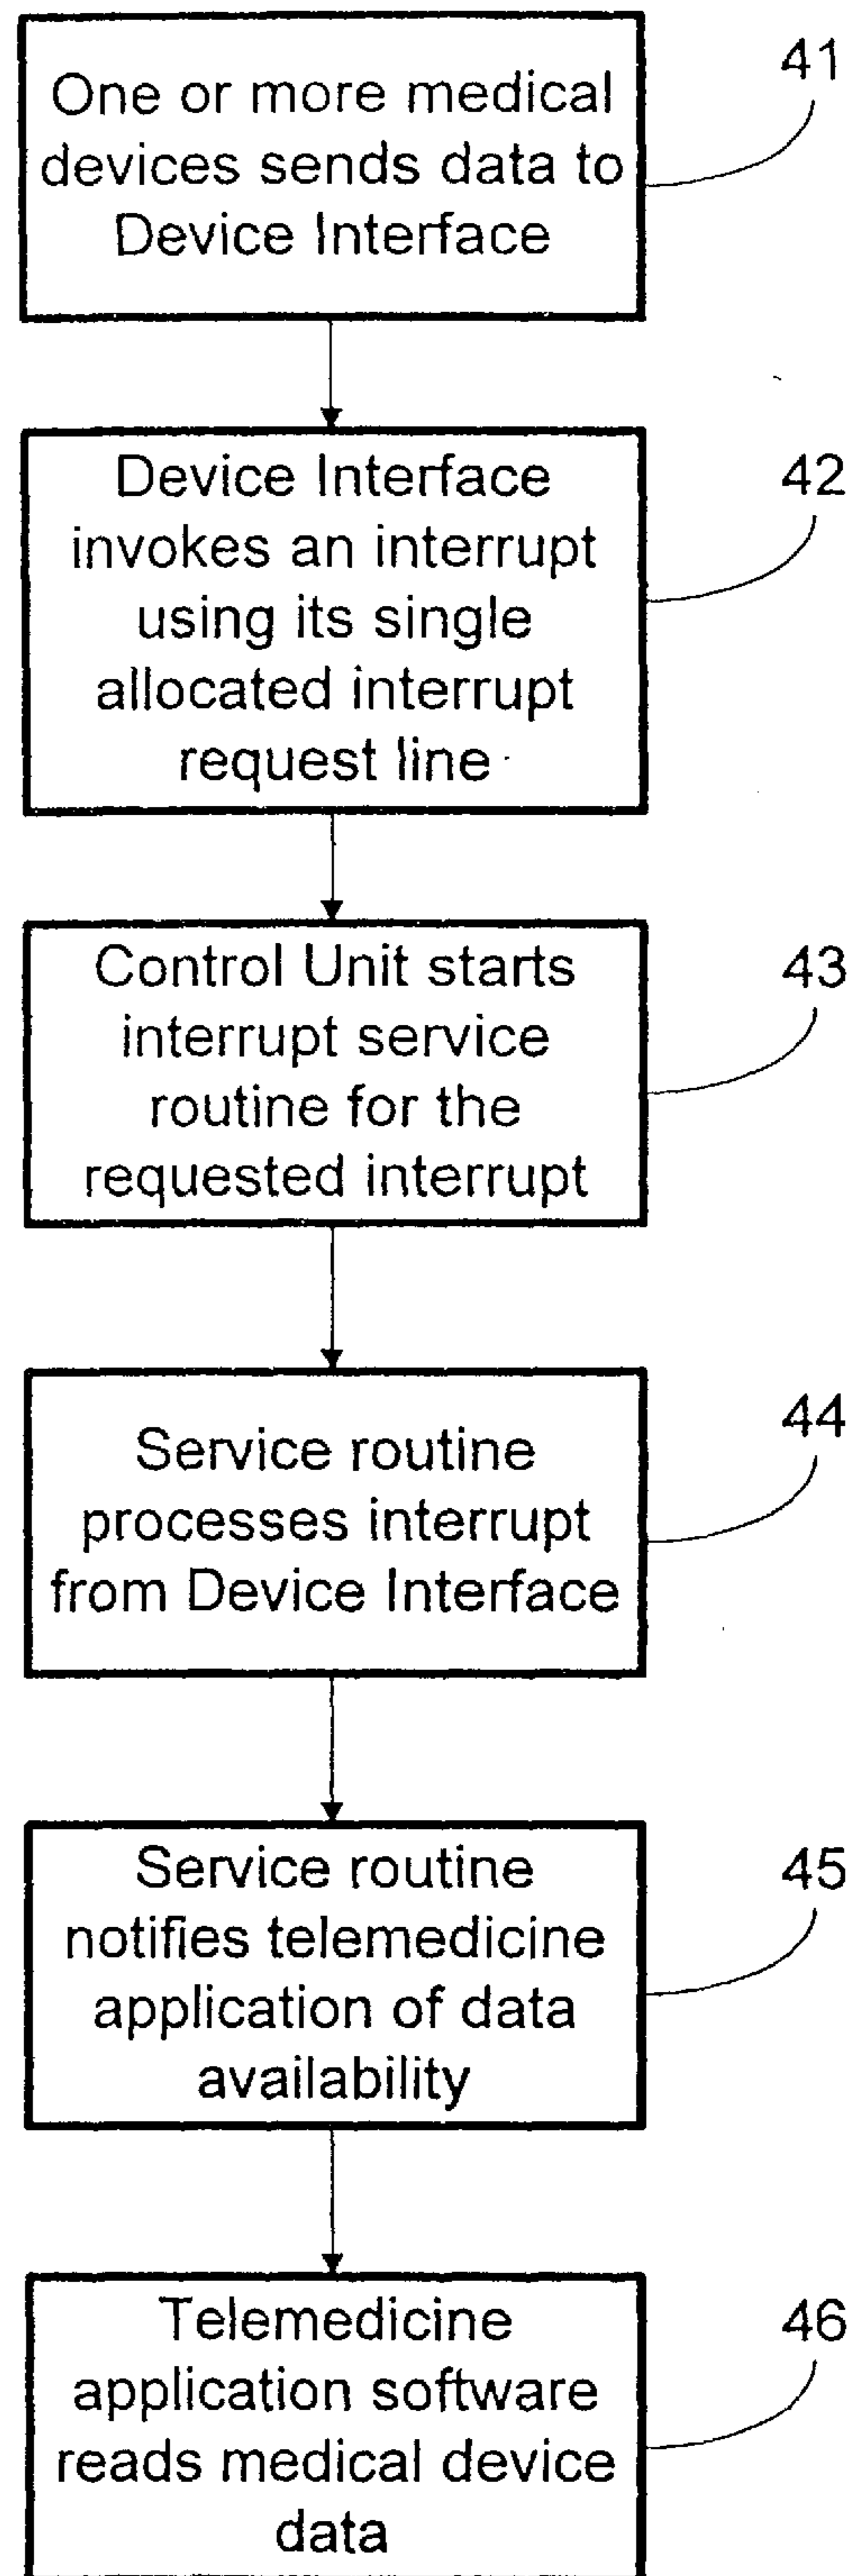 One or more medical
devices sends data to
Device Interface
41
Device Interface
invokes an interrupt
using its single
allocated interrupt
request line
42
Control Unit starts
interrupt service
routine for the
requested interrupt
43
Service routine
processes interrupt
from Device Interface
44
Service routine
notifies telemedicine
application of data
availability
45
Telemedicine
application software
reads medical device
data
46